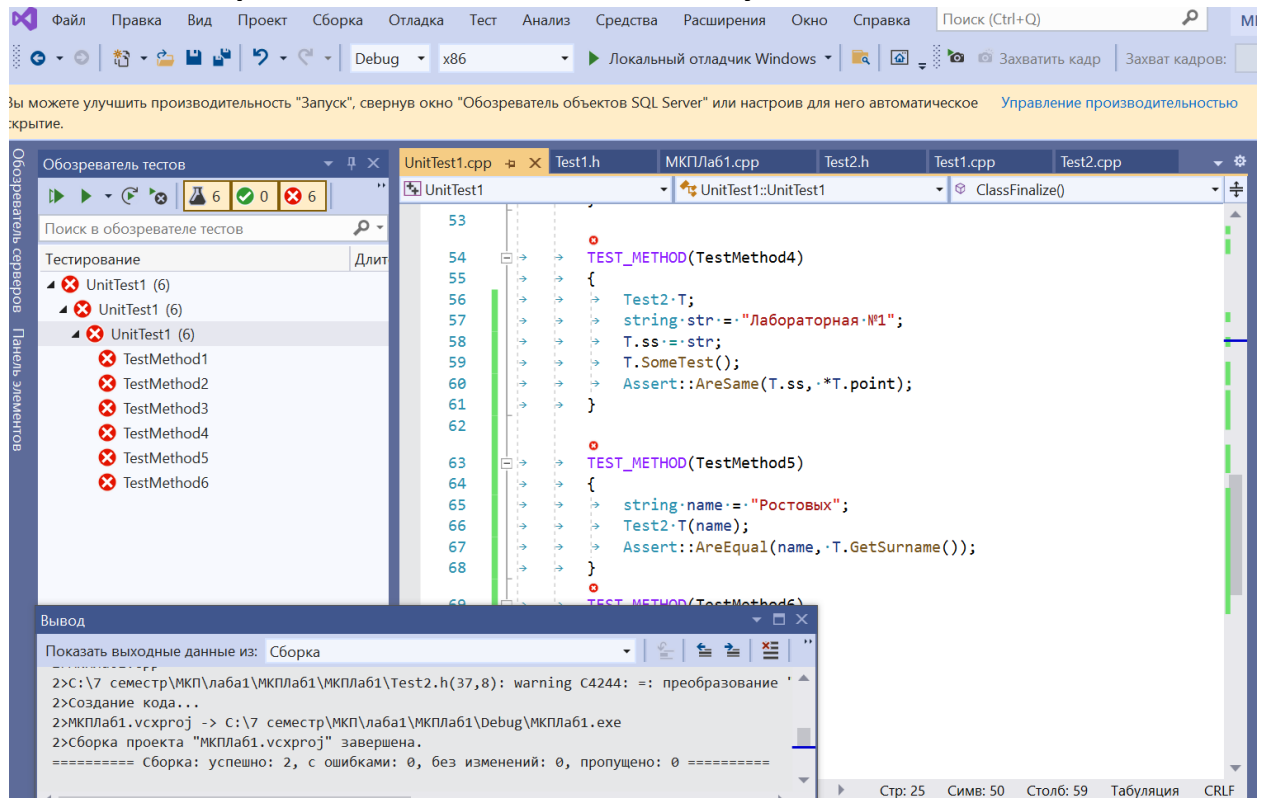 Файл Правка Вид Проект Сборка Отладка Тест Анализ Средства Расширения Окно Справка Поиск (Ctrl+Q)
Debug x86 Локальный отладчик Windows Захватить кадр Захват кадров:
Вы можете улучшить производительность "Запуск", свернув окно "Обозреватель объектов SQL Server" или настроив для него автоматическое Управление производительностью
скрытие.
Обозреватель серверов
Панель элементов
Обозреватель тестов
6 0 6
Поиск в обозревателе тестов
Тестирование Длит
UnitTest1 (6)
UnitTest1 (6)
UnitTest1 (6)
TestMethod1
TestMethod2
TestMethod3
TestMethod4
TestMethod5
TestMethod6
UnitTest1.cpp Test1.h МКПЛаб1.cpp Test2.h Test1.cpp Test2.cpp
UnitTest1 UnitTest1::UnitTest1 ClassFinalize()
53
54 TEST_METHOD(TestMethod4)
55 {
56 Test2 T;
57 string str = "Лабораторная №1";
58 T.ss = str;
59 T.SomeTest();
60 Assert::AreSame(T.ss, *T.point);
61 }
62
63 TEST_METHOD(TestMethod5)
64 {
65 string name = "Ростовых";
66 Test2 T(name);
67 Assert::AreEqual(name, T.GetSurname());
68 }
69 TEST_METHOD(TestMethod6)
Вывод
Показать выходные данные из: Сборка
2>C:\7 семестр\МКП\лаба1\МКПЛаб1\МКПЛаб1\Test2.h(37,8): warning C4244: =: преобразование "
2>Создание кода...
2>МКПЛаб1.vcxproj -> C:\7 семестр\МКП\лаба1\МКПЛаб1\Debug\МКПЛаб1.exe
2>Сборка проекта "МКПЛаб1.vcxproj" завершена.
========== Сборка: успешно: 2, с ошибками: 0, без изменений: 0, пропущено: 0 ==========
Стр: 25 Симв: 50 Столб: 59 Табуляция CRLF